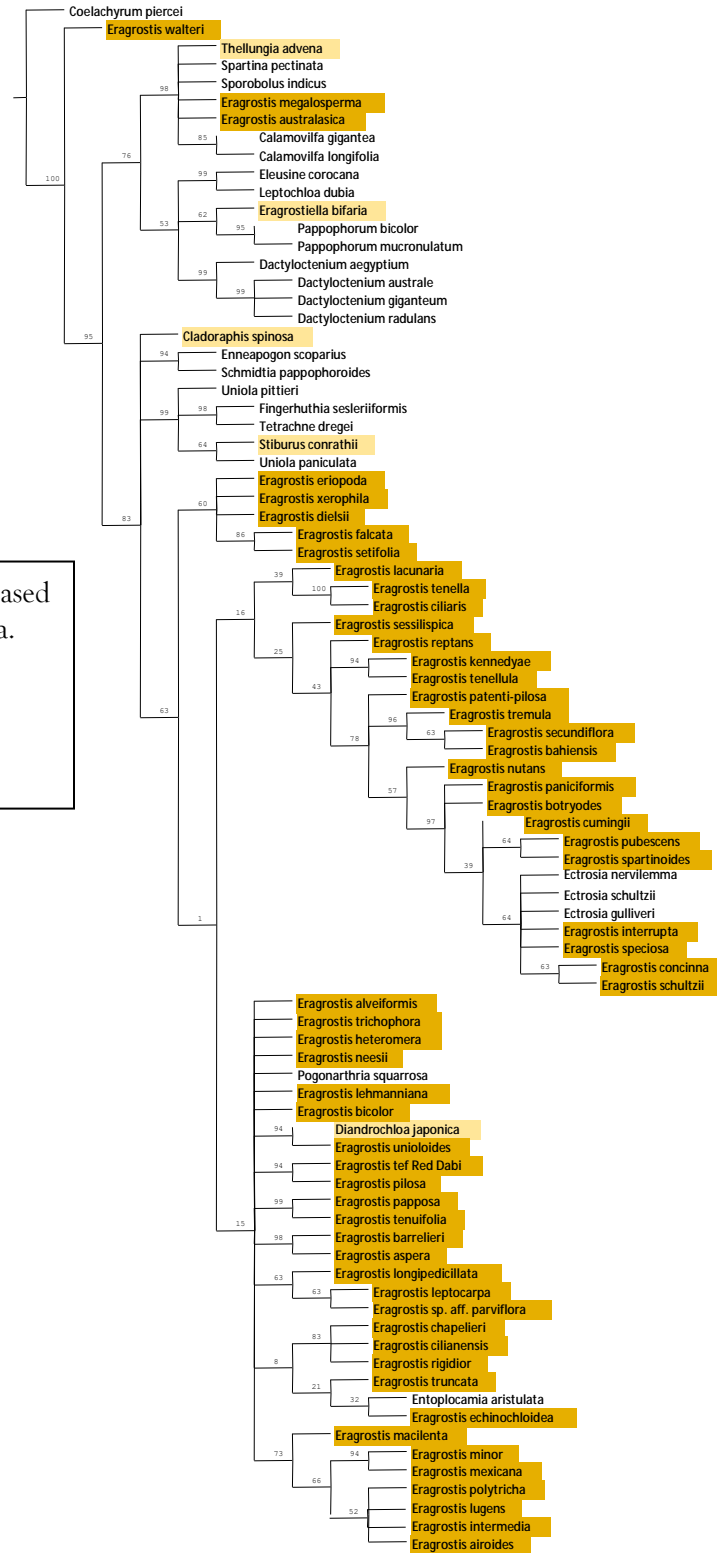 Coelachyrum piercei
Eragrostis walteri
Thellungia advena
Spartina pectinata
98
Sporobolus indicus
Eragrostis megalosperma
Eragrostis australasica
85
Calamovilfa gigantea
76
Calamovilfa longifolia
99
Eleusine corocana
100
Leptochloa dubia
62
Eragrostiella bifaria
53
95
Pappophorum bicolor
Pappophorum mucronulatum
99
Dactyloctenium aegyptium
Dactyloctenium australe
99
Dactyloctenium giganteum
Dactyloctenium radulans
95
Cladoraphis spinosa
94
Enneapogon scoparius
Schmidtia pappophoroides
Uniola pittieri
99
98
Fingerhuthia sesleriiformis
Tetrachne dregei
64
Stiburus conrathii
Uniola paniculata
Eragrostis eriopoda
60
Eragrostis xerophila
83
Eragrostis dielsii
86
Eragrostis falcata
Eragrostis setifolia
39
Eragrostis lacunaria
100
Eragrostis tenella
ased
Eragrostis ciliaris
16
Eragrostis sessilispica
a.
25
Eragrostis reptans
94
Eragrostis kennedyae
Eragrostis tenellula
43
Eragrostis patenti-pilosa
63
96
Eragrostis tremula
63
Eragrostis secundiflora
78
Eragrostis bahiensis
Eragrostis nutans
57
Eragrostis paniciformis
Eragrostis botryodes
97
Eragrostis cumingii
64
Eragrostis pubescens
Eragrostis spartinoides
39
Ectrosia nervilemma
Ectrosia schultzii
Ectrosia gulliveri
64
Eragrostis interrupta
1
Eragrostis speciosa
63
Eragrostis concinna
Eragrostis schultzii
Eragrostis alveiformis
Eragrostis trichophora
Eragrostis heteromera
Eragrostis neesii
Pogonarthria squarrosa
Eragrostis lehmanniana
Eragrostis bicolor
94
Diandrochloa japonica
Eragrostis unioloides
94
Eragrostis tef Red Dabi
Eragrostis pilosa
99
Eragrostis papposa
15
Eragrostis tenuifolia
98
Eragrostis barrelieri
Eragrostis aspera
63
Eragrostis longipedicillata
63
Eragrostis leptocarpa
Eragrostis sp. aff. parviflora
Eragrostis chapelieri
83
Eragrostis cilianensis
8
Eragrostis rigidior
21
Eragrostis truncata
32
Entoplocamia aristulata
Eragrostis echinochloidea
Eragrostis macilenta
73
94
Eragrostis minor
Eragrostis mexicana
66
Eragrostis polytricha
52
Eragrostis lugens
Eragrostis intermedia
Eragrostis airoides